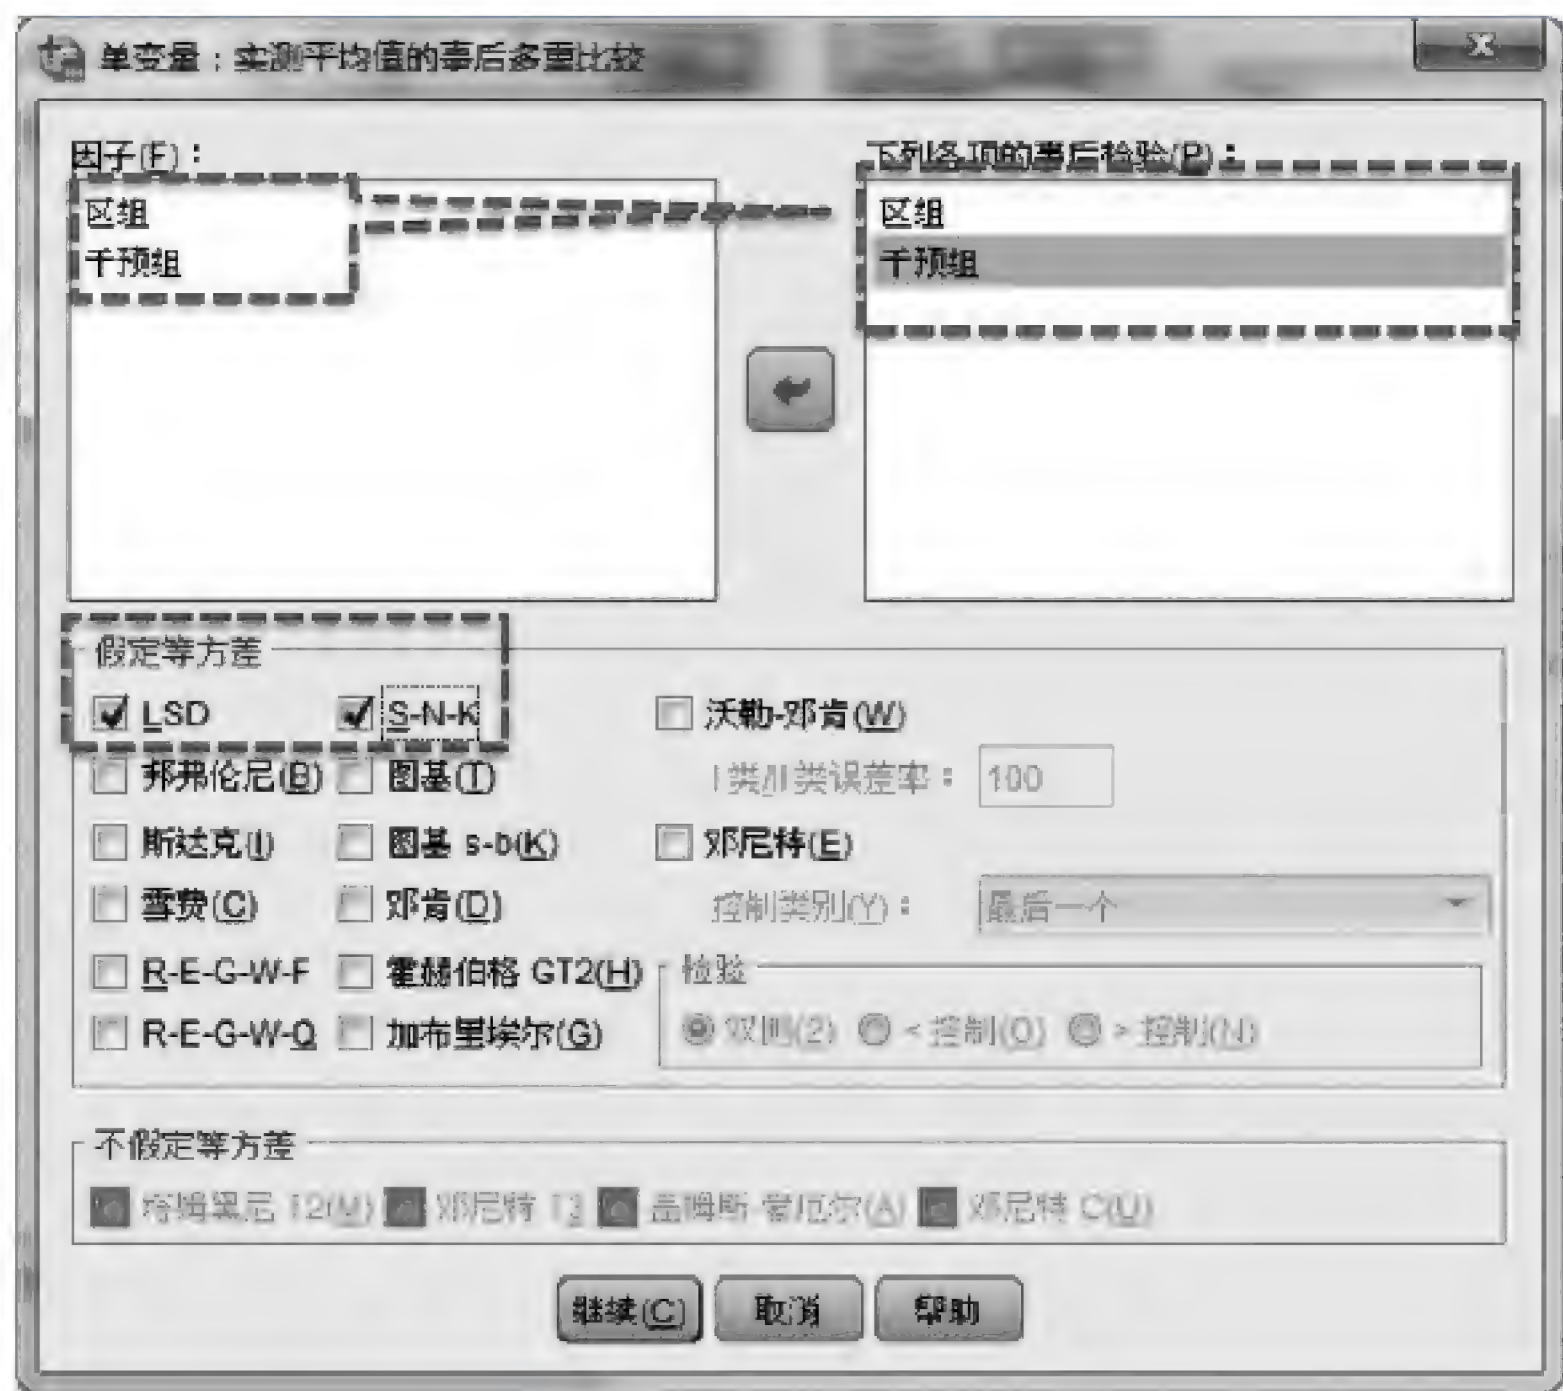 单变量：实测平均值的事后多重比较
因子(F)：
下列各项的事后检验(P)：
区组
干预组
区组
干预组
假定等方差
LSD
S-N-K
沃勒-邓肯(W)
邦弗伦尼(B)
图基(T)
I 类/II 类误差率：
100
斯达克(I)
图基 s-b(K)
邓尼特(E)
雪费(C)
邓肯(D)
控制类别(Y)：
最后一个
R-E-G-W-F
霍赫伯格 GT2(H)
检验
R-E-G-W-Q
加布里埃尔(G)
双侧(2)
< 控制(O)
> 控制(N)
不假定等方差
塔姆黑尼 T2(M)
邓尼特 T3
盖姆斯-豪厄尔(A)
邓尼特 C(U)
继续(C)
取消
帮助